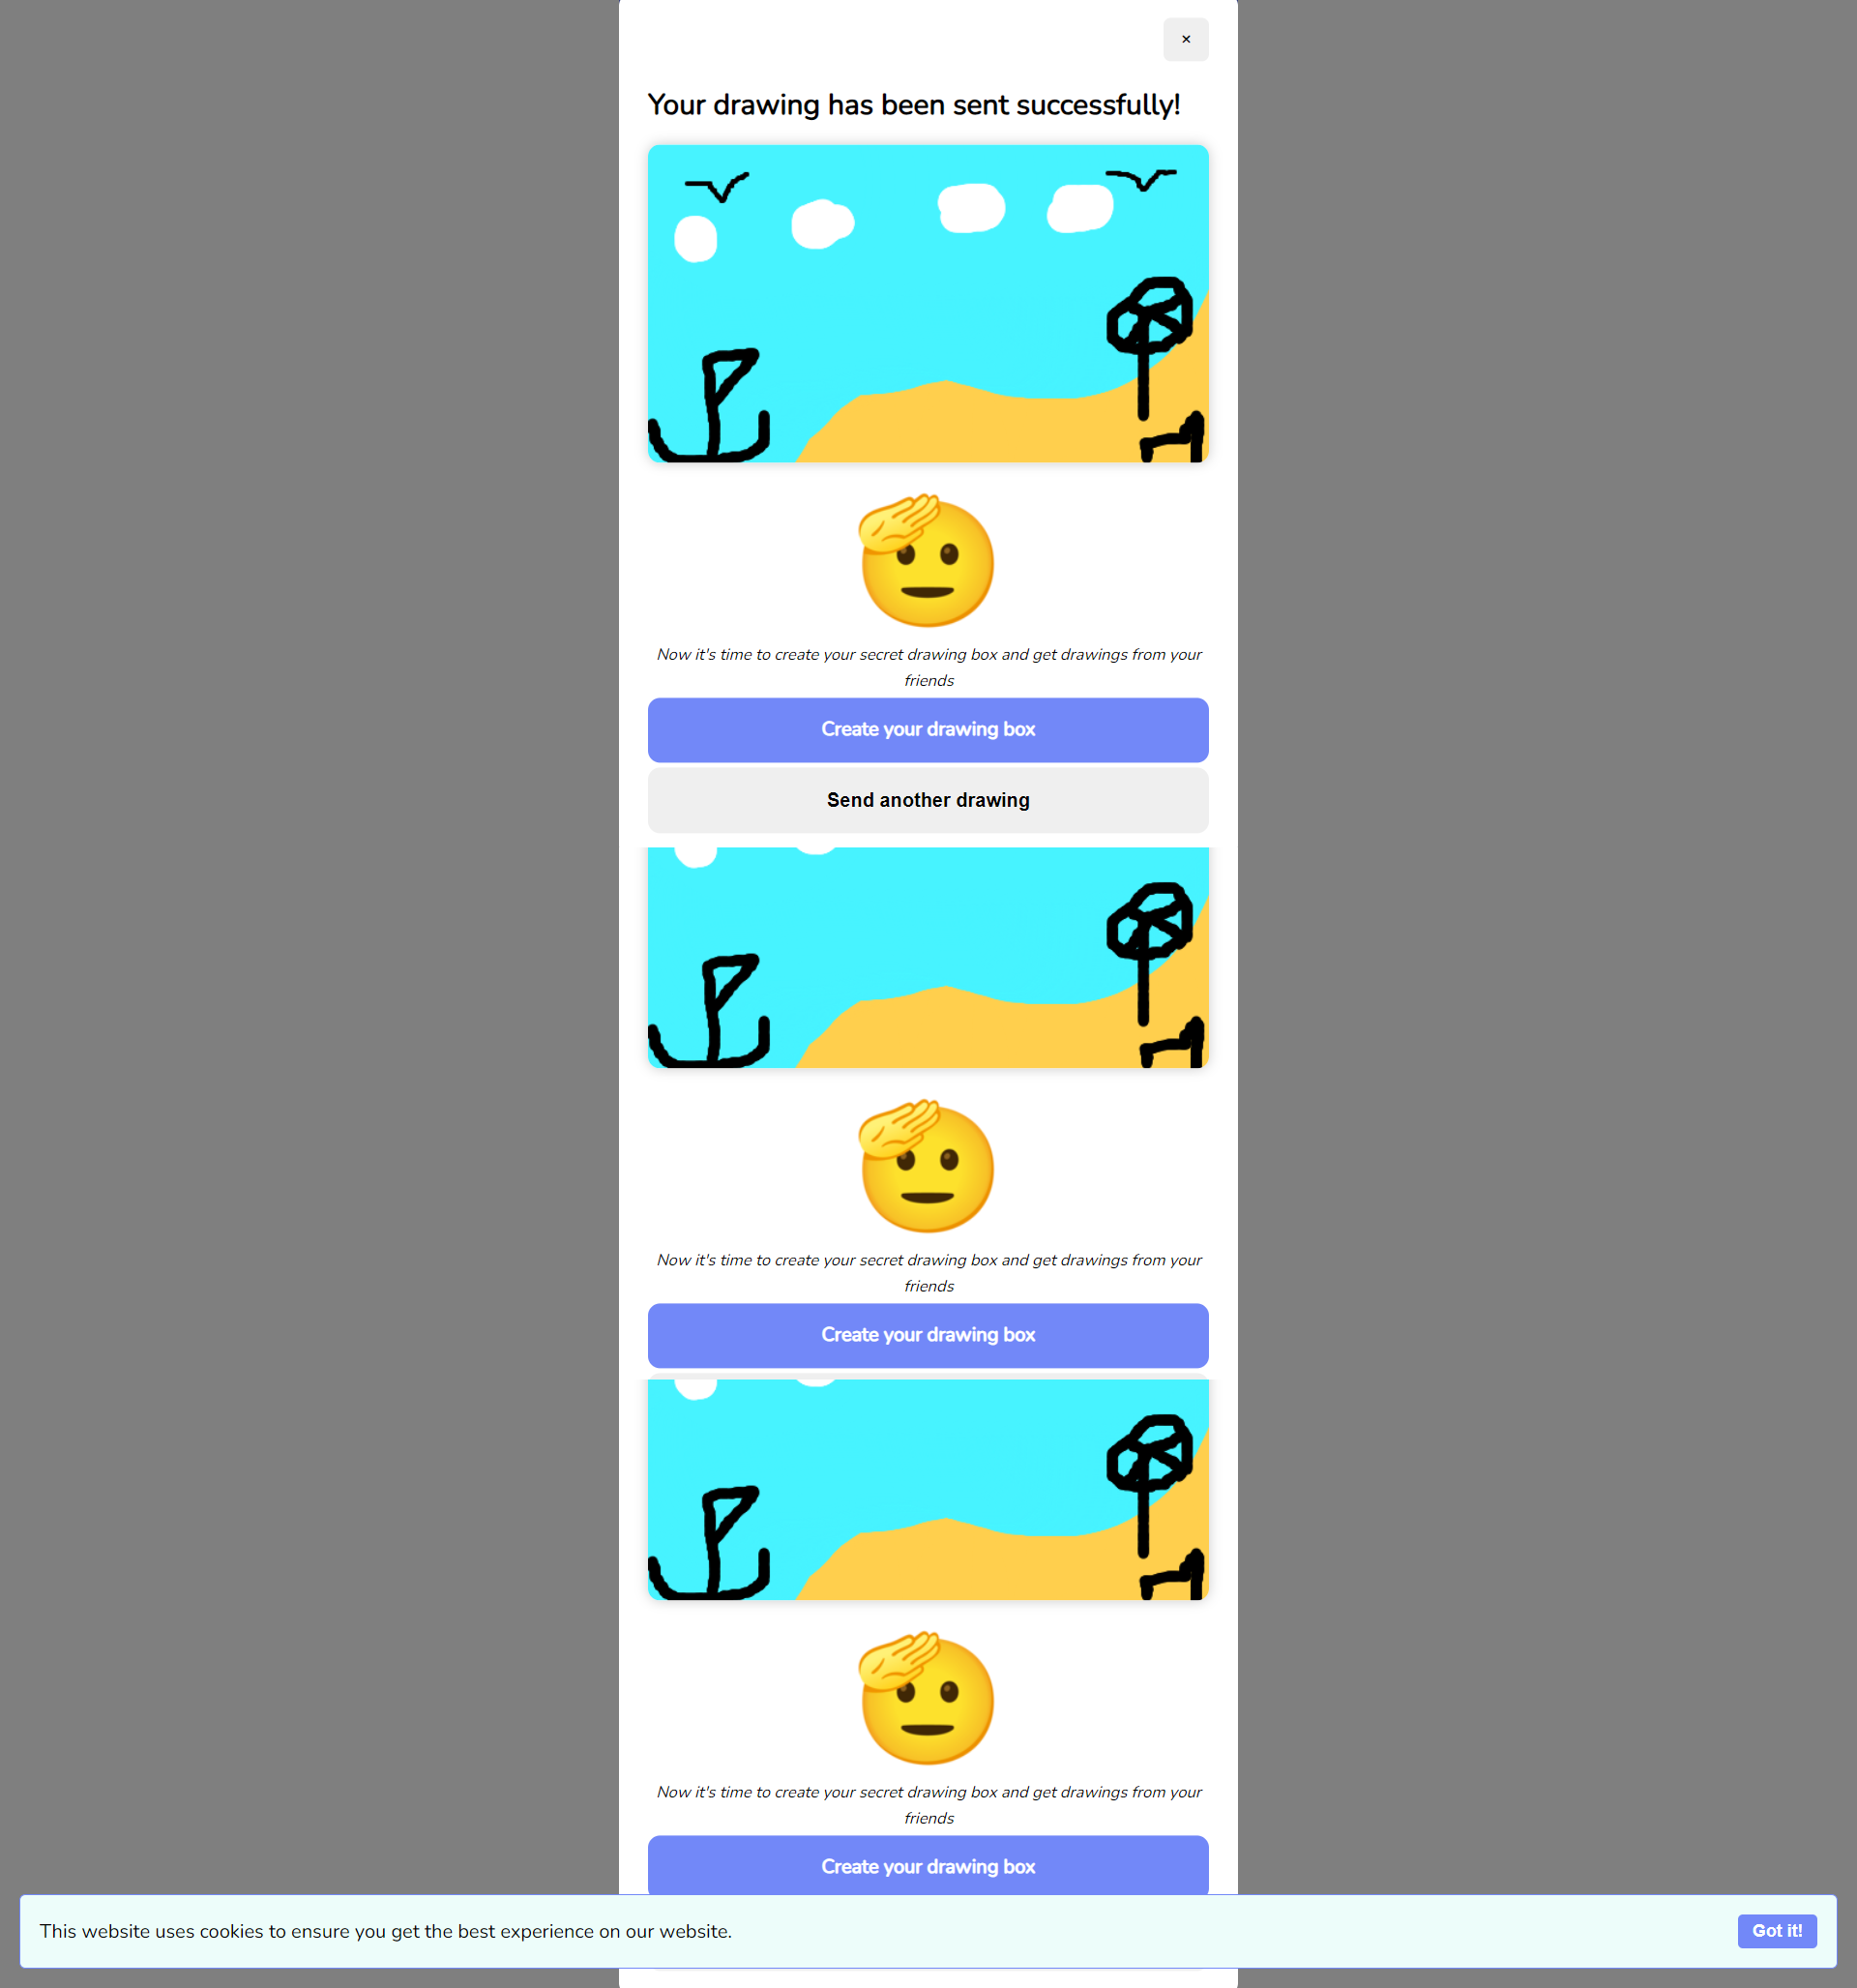 ×
Your drawing has been sent successfully!
Now it's time to create your secret drawing box and get drawings from your
friends
Create your drawing box
Send another drawing
Now it's time to create your secret drawing box and get drawings from your
friends
Create your drawing box
Now it's time to create your secret drawing box and get drawings from your
friends
Create your drawing box
This website uses cookies to ensure you get the best experience on our website.
Got it!